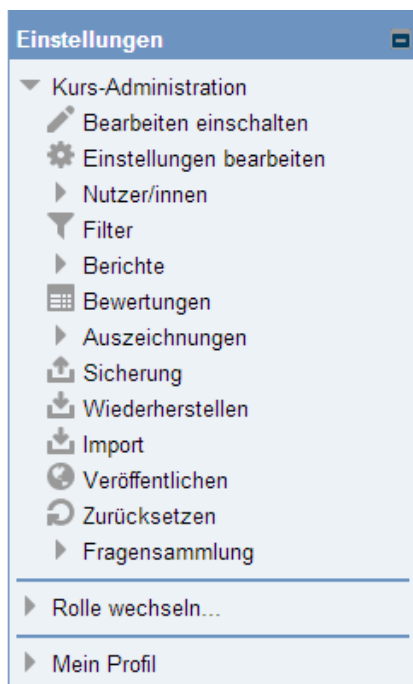 Einstellungen
Kurs-Administration
Bearbeiten einschalten
Einstellungen bearbeiten
Nutzer/innen
Filter
Berichte
Bewertungen
Auszeichnungen
Sicherung
Wiederherstellen
Import
Veröffentlichen
Zurücksetzen
Fragensammlung
Rolle wechseln...
Mein Profil